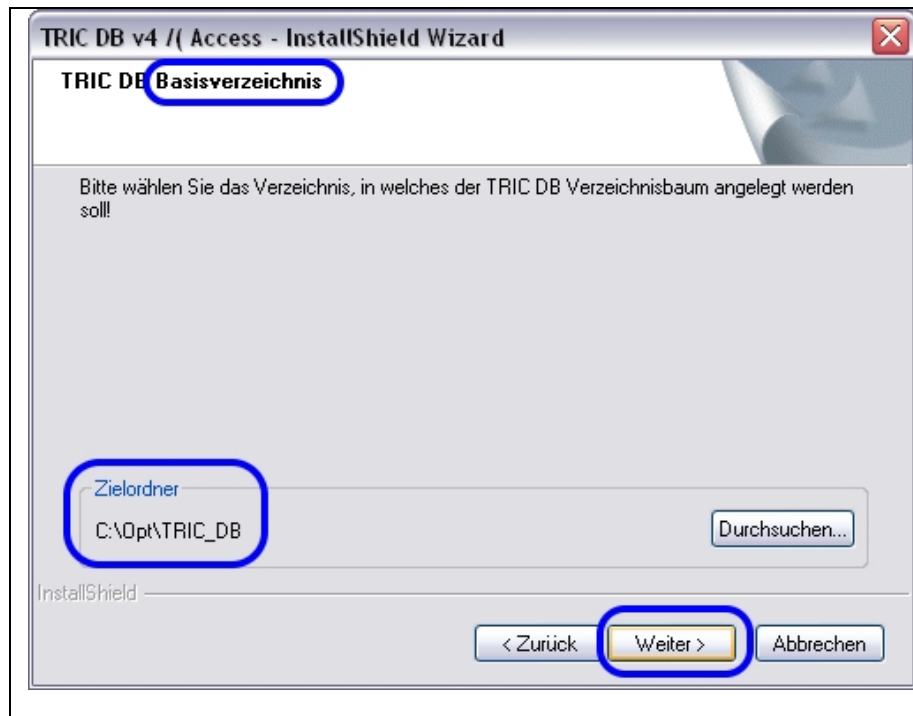 TRIC DB v4 /( Access - InstallShield Wizard
TRIC DB Basisverzeichnis
Bitte wählen Sie das Verzeichnis, in welches der TRIC DB Verzeichnisbaum angelegt werden
soll!
Zielordner
C:\Opt\TRIC_DB
Durchsuchen...
InstallShield
< Zurück
Weiter >
Abbrechen